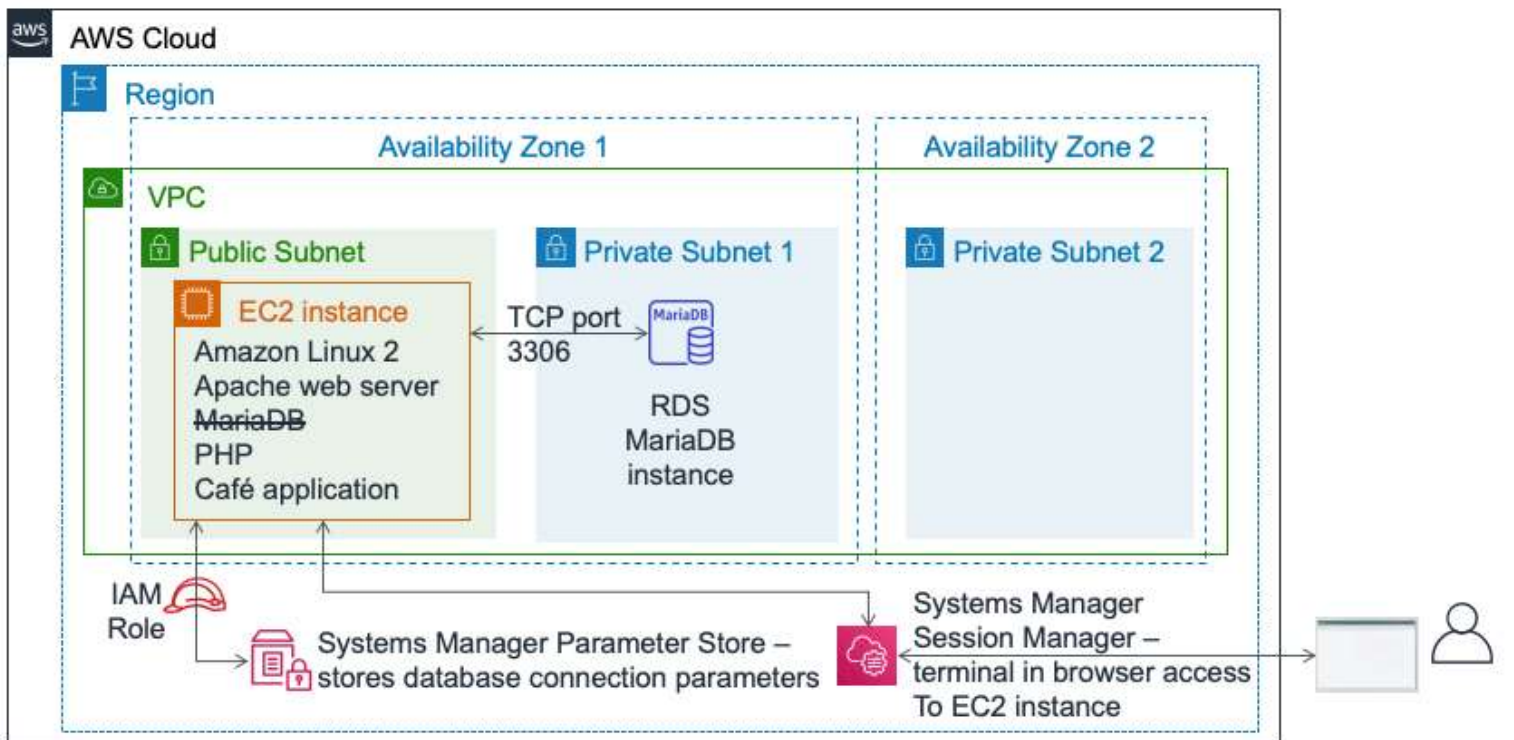 aws
AWS Cloud
Region
Availability Zone 1
Availability Zone 2
VPC
Public Subnet
Private Subnet 1
Private Subnet 2
EC2 instance
Amazon Linux 2
Apache web server
MariaDB
PHP
Café application
TCP port
3306
MariaDB
RDS
MariaDB
instance
IAM
Role
Systems Manager Parameter Store –
stores database connection parameters
Systems Manager
Session Manager –
terminal in browser access
To EC2 instance